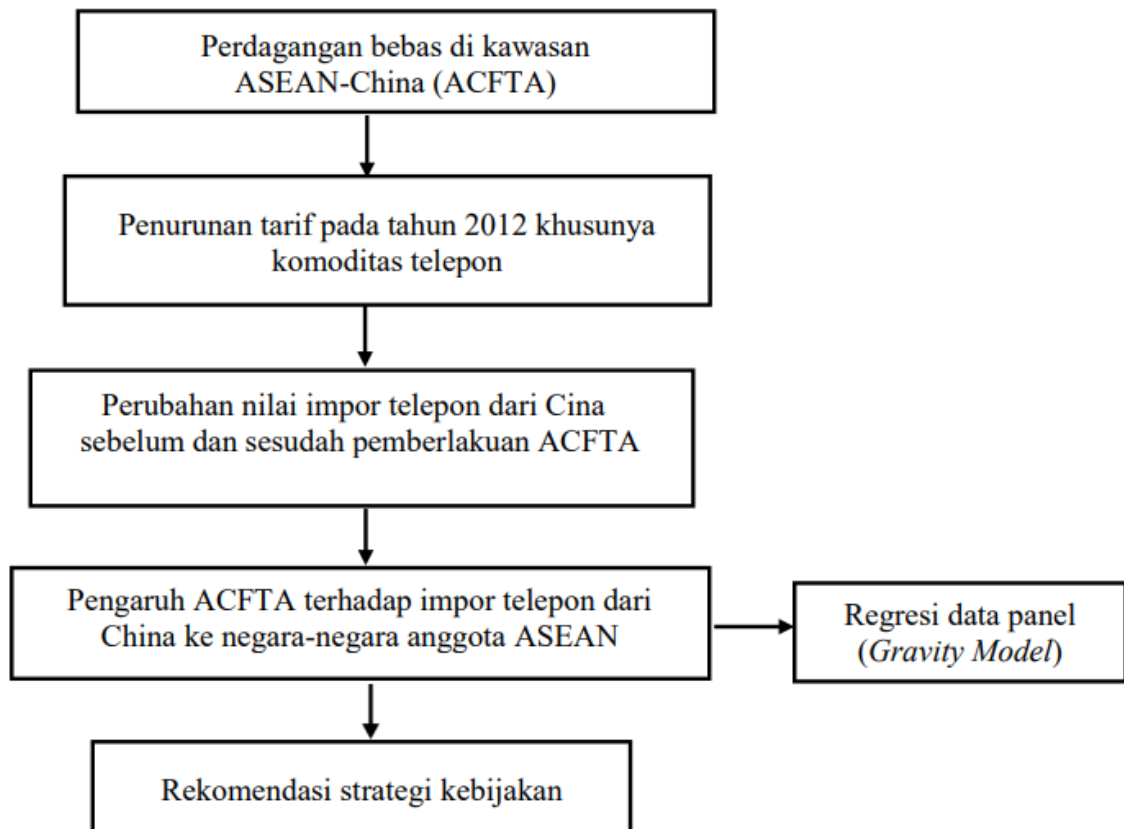 Perdagangan bebas di kawasan
ASEAN-China (ACFTA)
Penurunan tarif pada tahun 2012 khusunya
komoditas telepon
Perubahan nilai impor telepon dari Cina
sebelum dan sesudah pemberlakuan ACFTA
Pengaruh ACFTA terhadap impor telepon dari
China ke negara-negara anggota ASEAN
Regresi data panel
(Gravity Model)
Rekomendasi strategi kebijakan